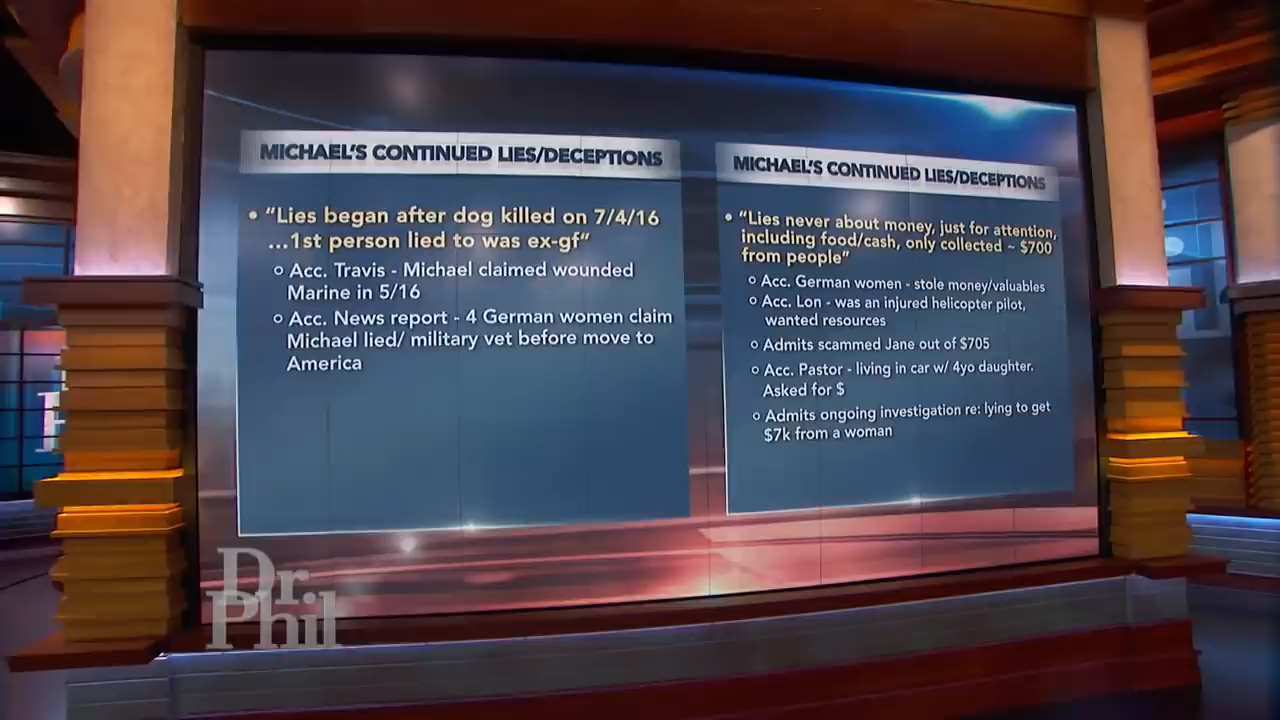 MICHAEL'S CONTINUED LIES/DECEPTIONS
• "Lies began after dog killed on 7/4/16
...1st person lied to was ex-gf"
○ Acc. Travis - Michael claimed wounded
Marine in 5/16
○ Acc. News report - 4 German women claim
Michael lied/ military vet before move to
America
MICHAEL'S CONTINUED LIES/DECEPTIONS
• "Lies never about money, just for attention,
including food/cash, only collected ~ $700
from people"
○ Acc. German women - stole money/valuables
○ Acc. Lon - was an injured helicopter pilot,
wanted resources
○ Admits scammed Jane out of $705
○ Acc. Pastor - living in car w/ 4yo daughter.
Asked for $
○ Admits ongoing investigation re: lying to get
$7k from a woman
Dr.
Phil